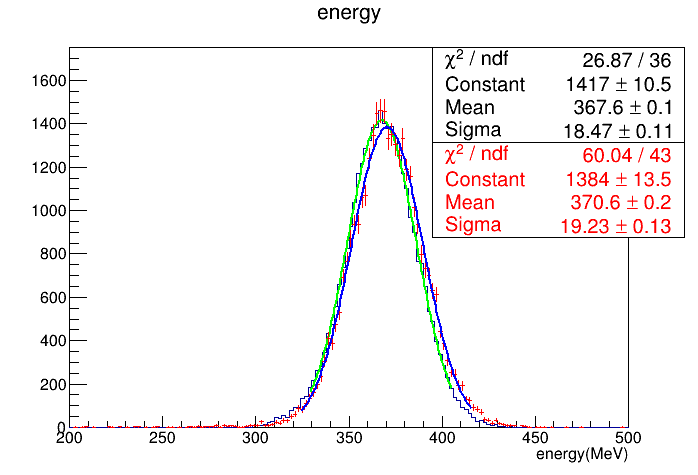 energy
χ² / ndf 26.87 / 36
Constant 1417 ± 10.5
Mean 367.6 ± 0.1
Sigma 18.47 ± 0.11
χ² / ndf 60.04 / 43
Constant 1384 ± 13.5
Mean 370.6 ± 0.2
Sigma 19.23 ± 0.13
1600
1400
1200
1000
800
600
400
200
0
200 250 300 350 400 450 500
energy(MeV)